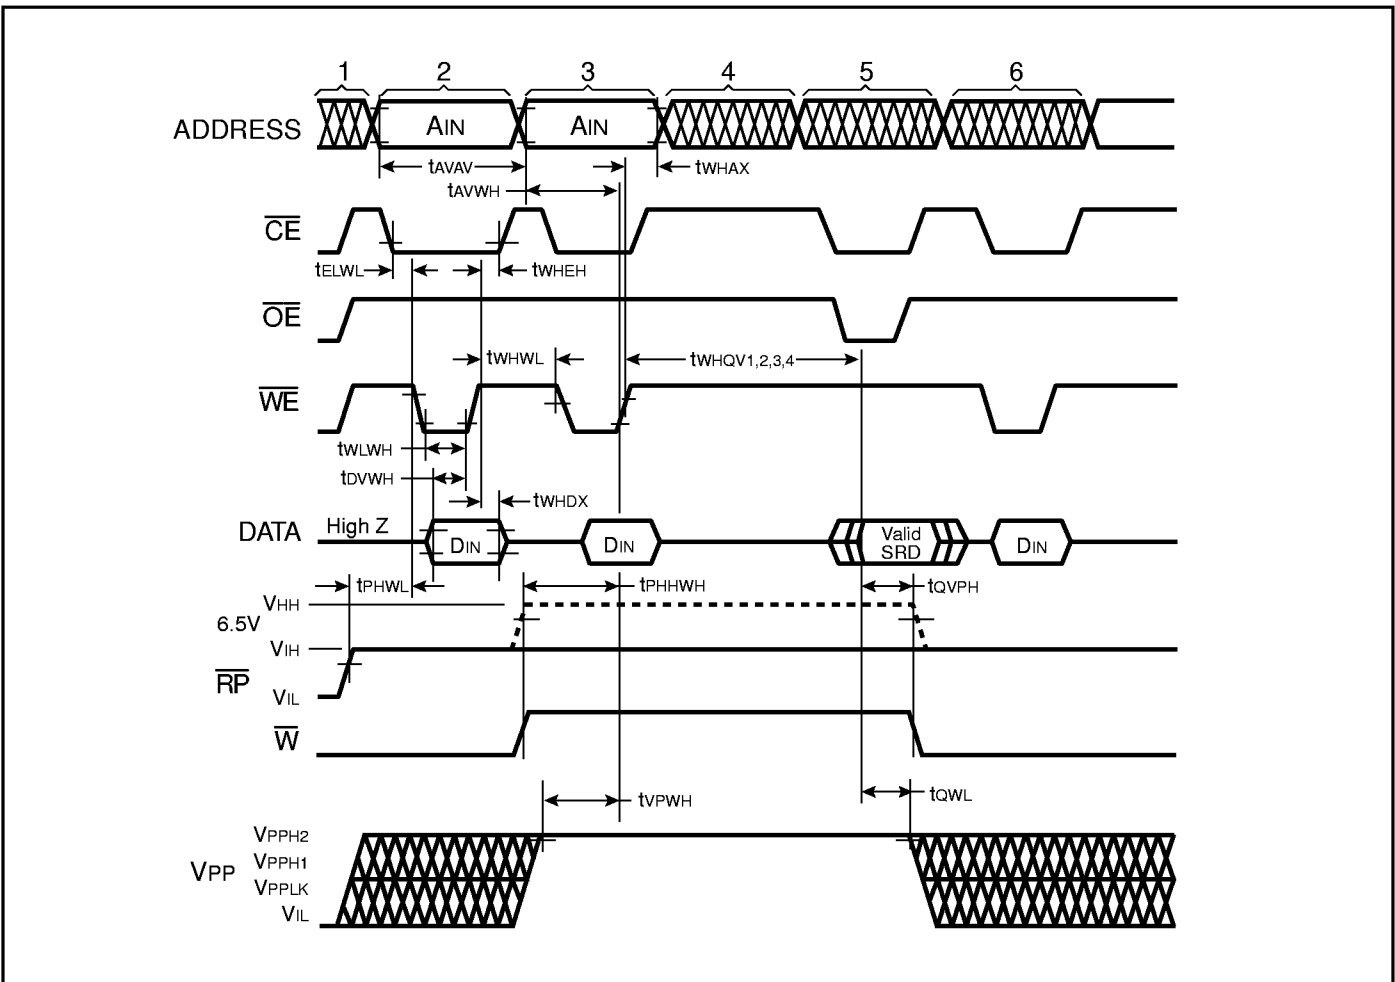 1 2 3 4 5 6
ADDRESS AIN AIN
tAVAV tWHAX
tAVWH
CE
tELWL tWHEH
OE
tWHWL tWHQV1,2,3,4
WE
tWLWH
tDVWH
tWHDX
DATA High Z DIN DIN Valid SRD DIN
tPHWL tPHHWH tQVPH
VHH
6.5V
VIH
RP
VIL
W
tVPWH tQWL
VPPH2
VPPH1
VPP
VPPLK
VIL